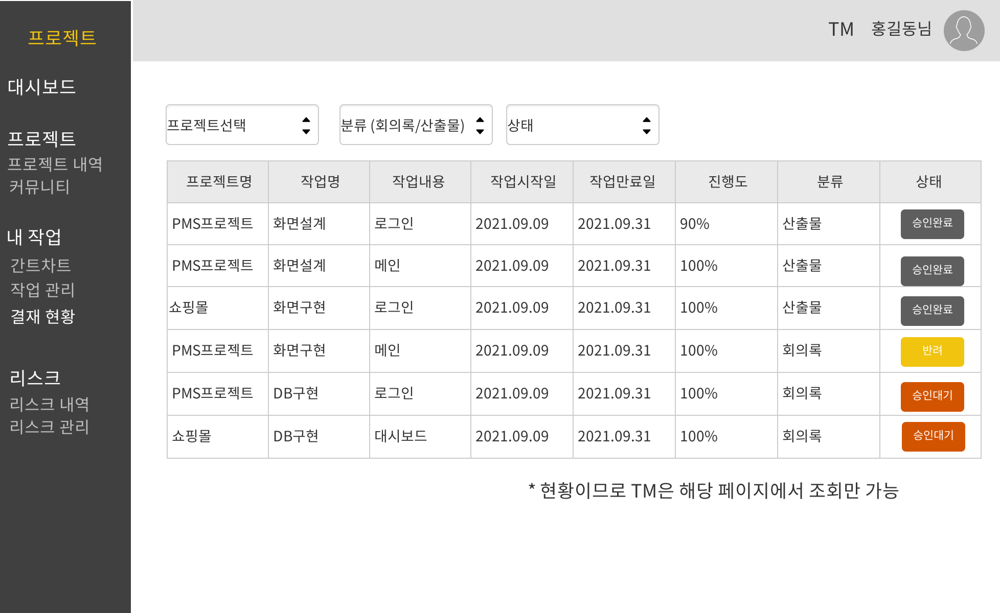 프로젝트
대시보드
프로젝트
프로젝트 내역
커뮤니티
내 작업
간트차트
작업 관리
결재 현황
리스크
리스크 내역
리스크 관리
TM 홍길동님
프로젝트선택 분류 (회의록/산출물) 상태
프로젝트명 작업명 작업내용 작업시작일 작업만료일 진행도 분류 상태
PMS프로젝트 화면설계 로그인 2021.09.09 2021.09.31 90% 산출물 승인완료
PMS프로젝트 화면설계 메인 2021.09.09 2021.09.31 100% 산출물 승인완료
쇼핑몰 화면구현 로그인 2021.09.09 2021.09.31 100% 산출물 승인완료
PMS프로젝트 화면구현 메인 2021.09.09 2021.09.31 100% 회의록 반려
PMS프로젝트 DB구현 로그인 2021.09.09 2021.09.31 100% 회의록 승인대기
쇼핑몰 DB구현 대시보드 2021.09.09 2021.09.31 100% 회의록 승인대기
* 현황이므로 TM은 해당 페이지에서 조회만 가능